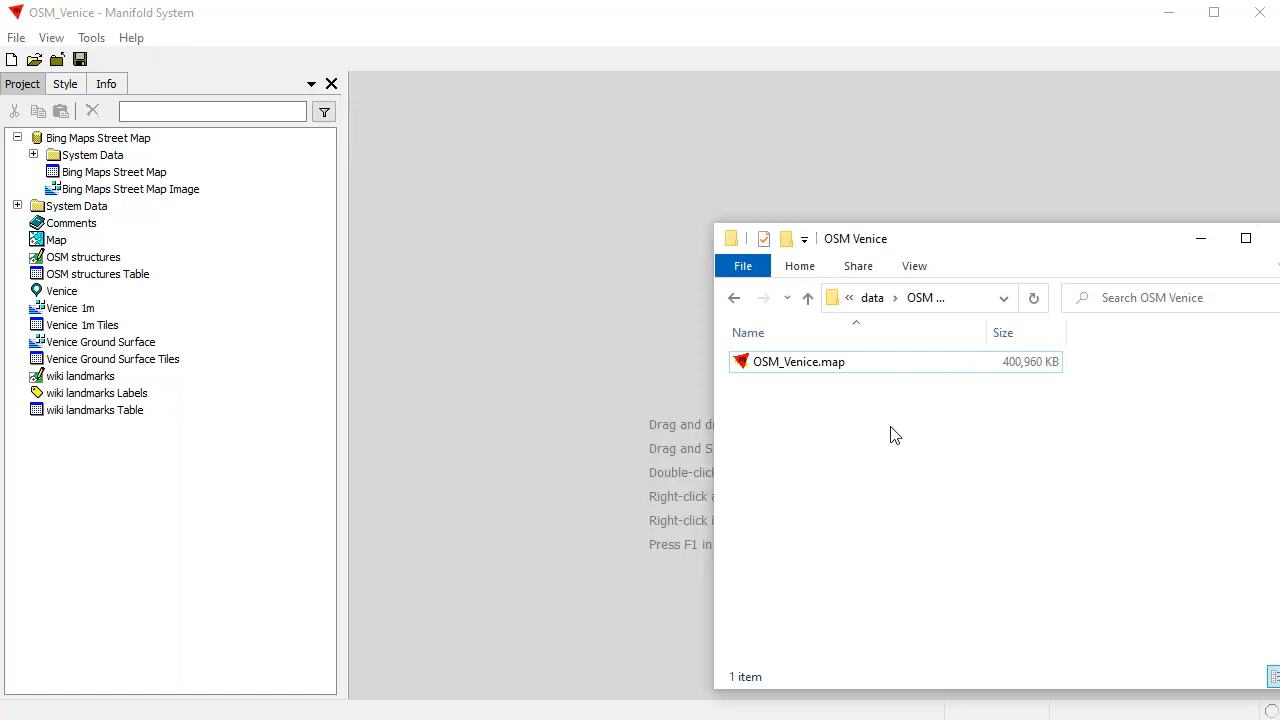 OSM_Venice - Manifold System
File View Tools Help
Project Style Info
Bing Maps Street Map
System Data
Bing Maps Street Map
Bing Maps Street Map Image
System Data
Comments
Map
OSM structures
OSM structures Table
Venice
Venice 1m
Venice 1m Tiles
Venice Ground Surface
Venice Ground Surface Tiles
wiki landmarks
wiki landmarks Labels
wiki landmarks Table
Drag and d
Drag and S
Double-click
Right-click
Right-click
Press F1 in
OSM Venice
File Home Share View
« data › OSM ... Search OSM Venice
Name Size
OSM_Venice.map 400,960 KB
1 item